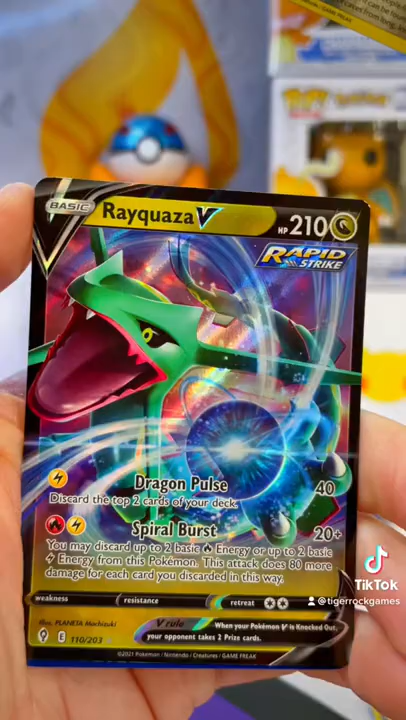 BASIC Rayquaza V HP 210
RAPID
STRIKE
Dragon Pulse 40
Discard the top 2 cards of your deck.
Spiral Burst 20+
You may discard up to 2 basic Energy or up to 2 basic
Energy from this Pokémon. This attack does 80 more
damage for each card you discarded in this way.
weakness resistance retreat
Illus. PLANETA Mochizuki
E 110/203
V rule When your Pokémon V is Knocked Out,
your opponent takes 2 Prize cards.
©2021 Pokémon / Nintendo / Creatures / GAME FREAK
TikTok
@tigerrockgames